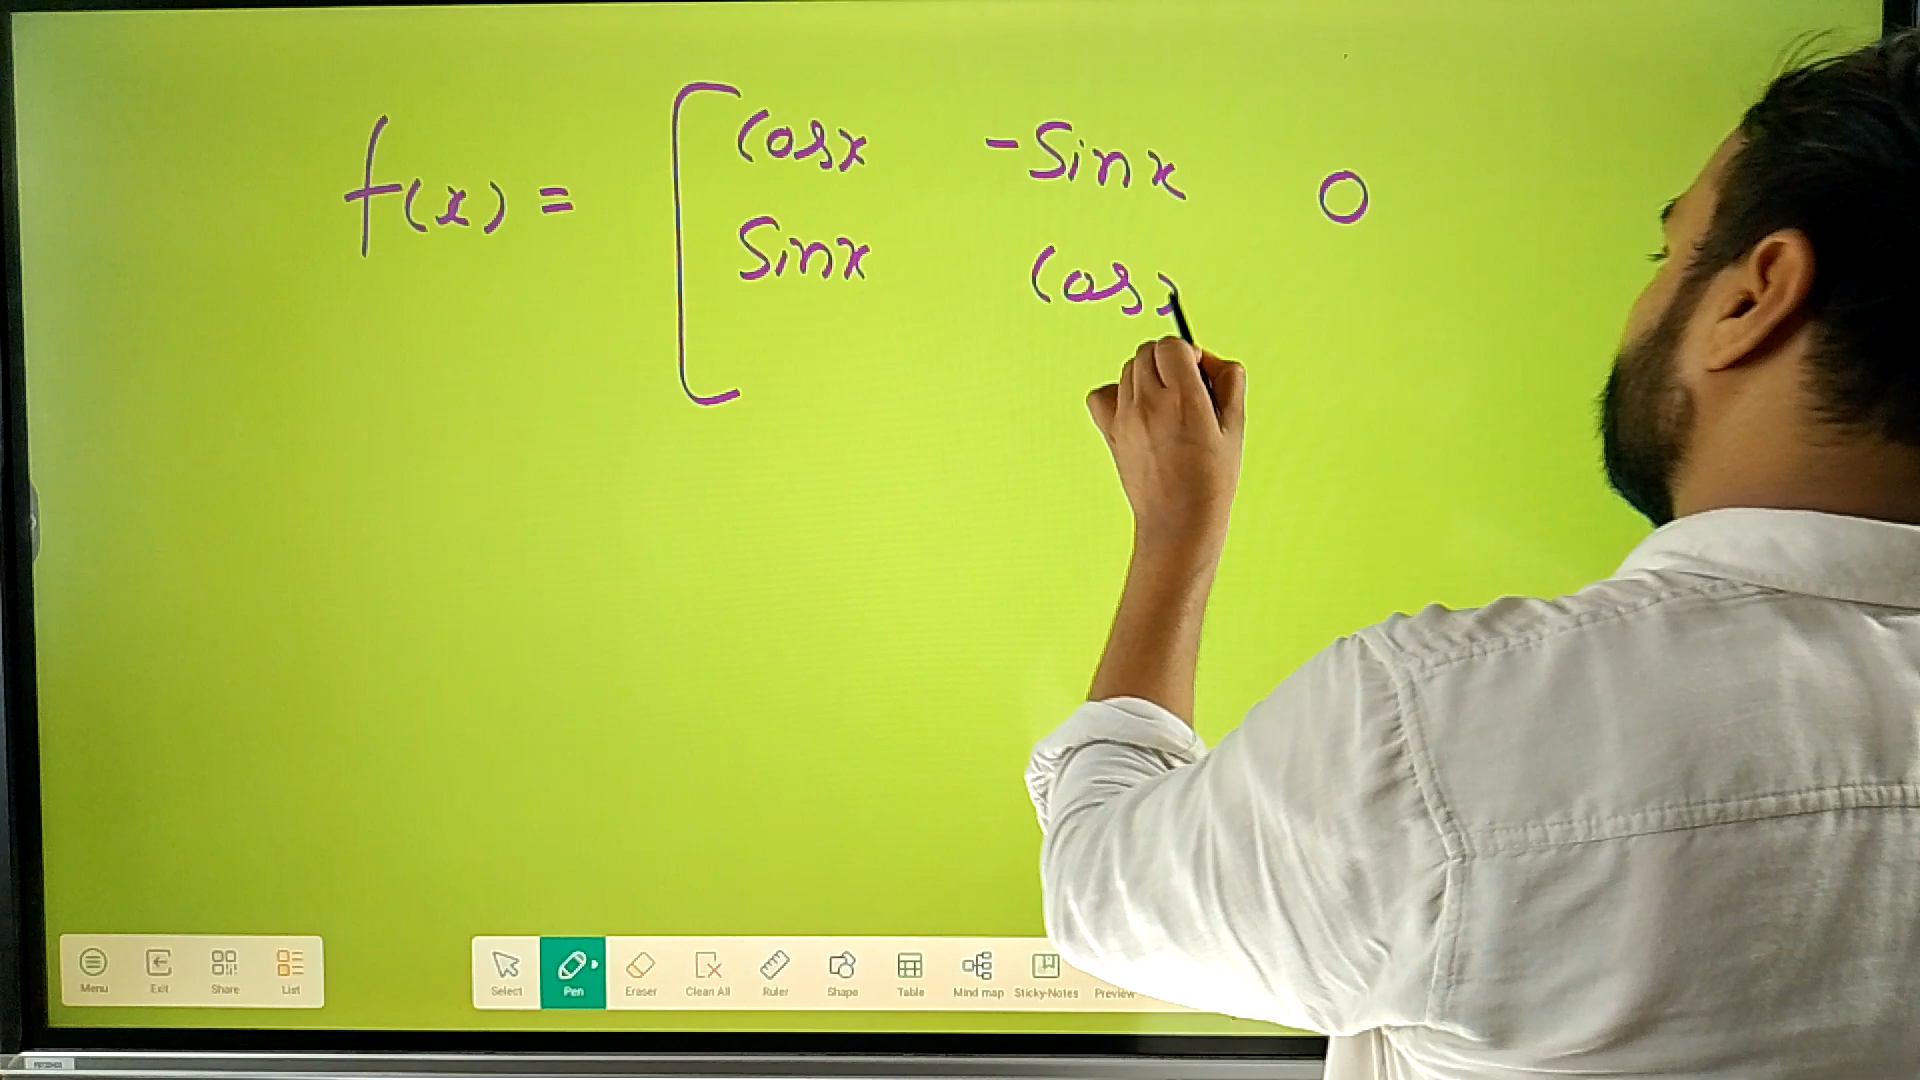 f(x) = [ cosx -sinx 0
sinx cosx
Menu Exit Share List Select Pen Eraser Clean All Ruler Shape Table Mind map Sticky-Notes Preview